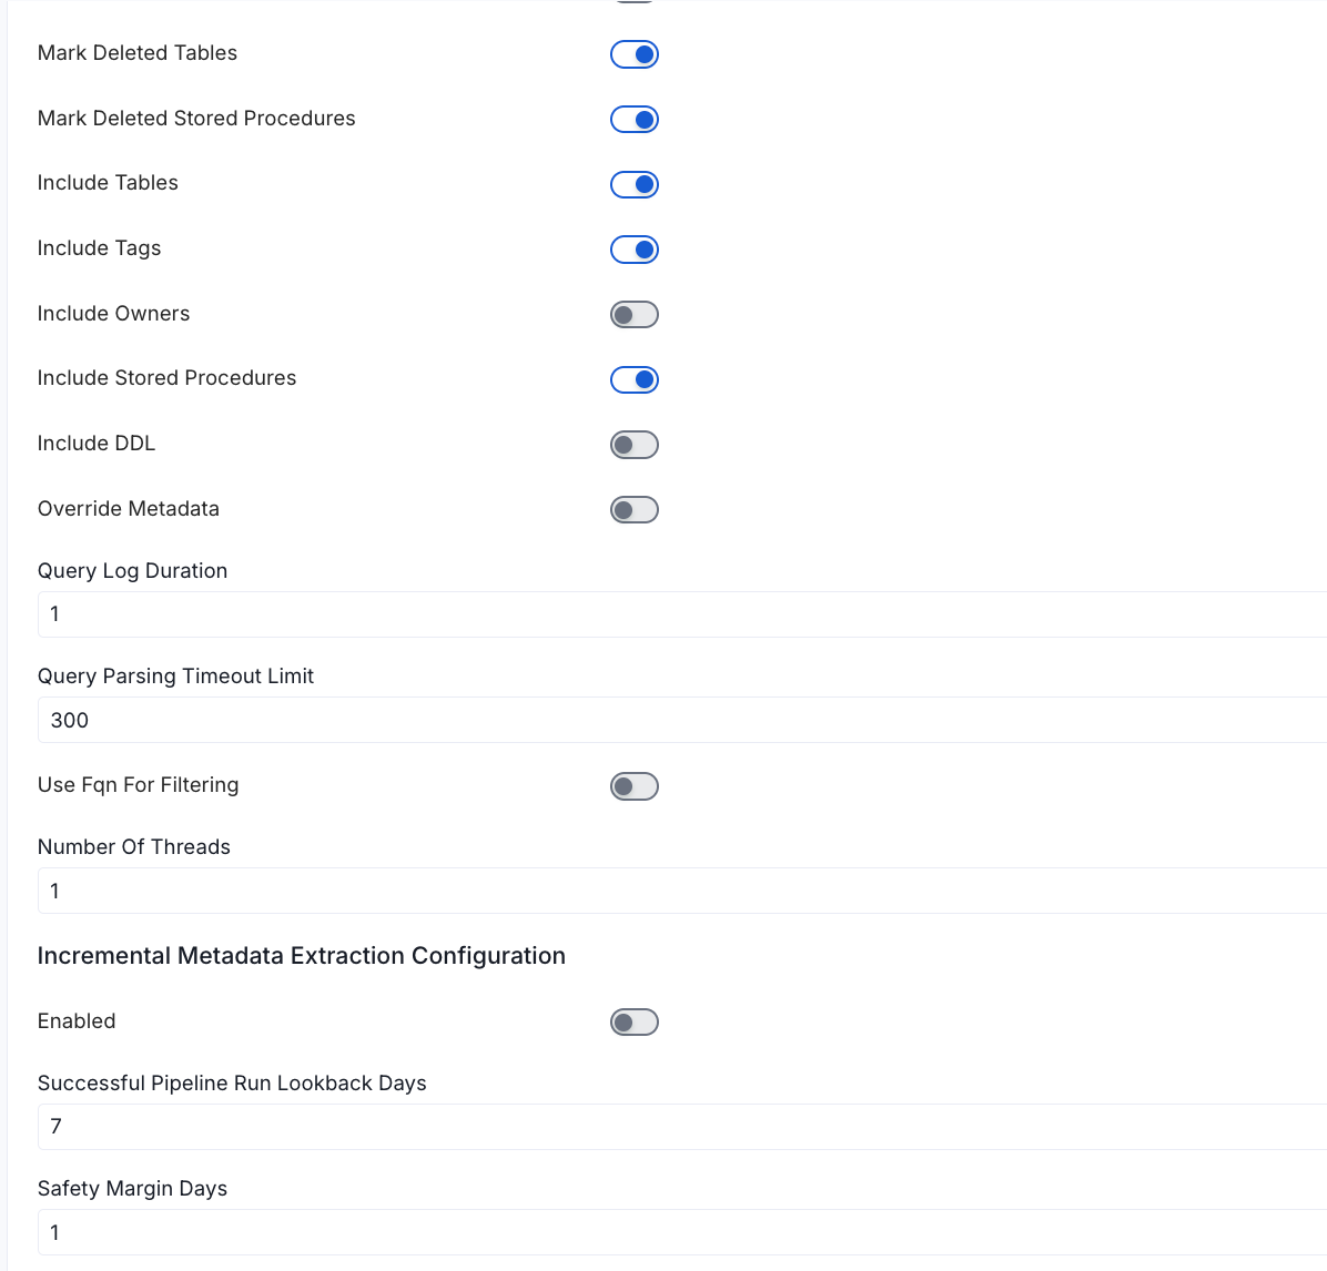 Mark Deleted Tables
Mark Deleted Stored Procedures
Include Tables
Include Tags
Include Owners
Include Stored Procedures
Include DDL
Override Metadata
Query Log Duration
1
Query Parsing Timeout Limit
300
Use Fqn For Filtering
Number Of Threads
1
Incremental Metadata Extraction Configuration
Enabled
Successful Pipeline Run Lookback Days
7
Safety Margin Days
1